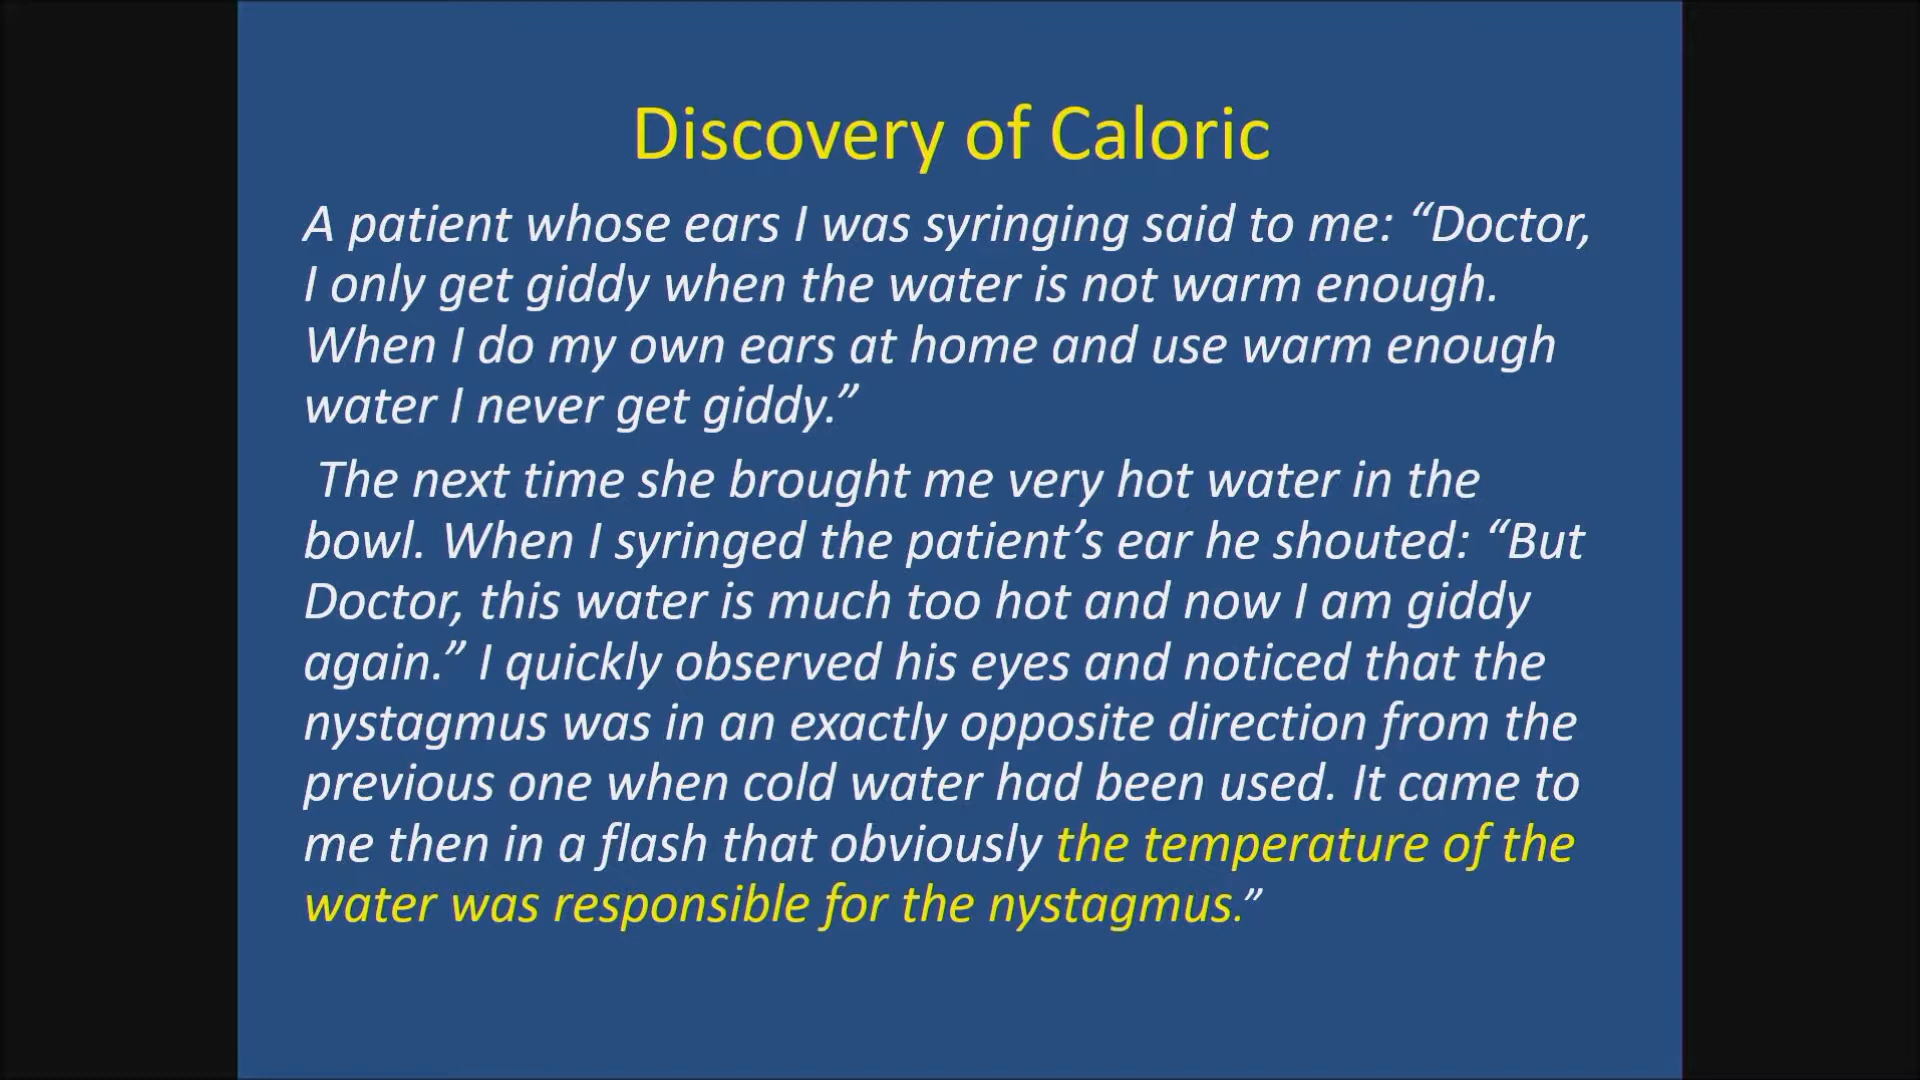 Discovery of Caloric
A patient whose ears I was syringing said to me: “Doctor,
I only get giddy when the water is not warm enough.
When I do my own ears at home and use warm enough
water I never get giddy.”
The next time she brought me very hot water in the
bowl. When I syringed the patient’s ear he shouted: “But
Doctor, this water is much too hot and now I am giddy
again.” I quickly observed his eyes and noticed that the
nystagmus was in an exactly opposite direction from the
previous one when cold water had been used. It came to
me then in a flash that obviously the temperature of the
water was responsible for the nystagmus.”